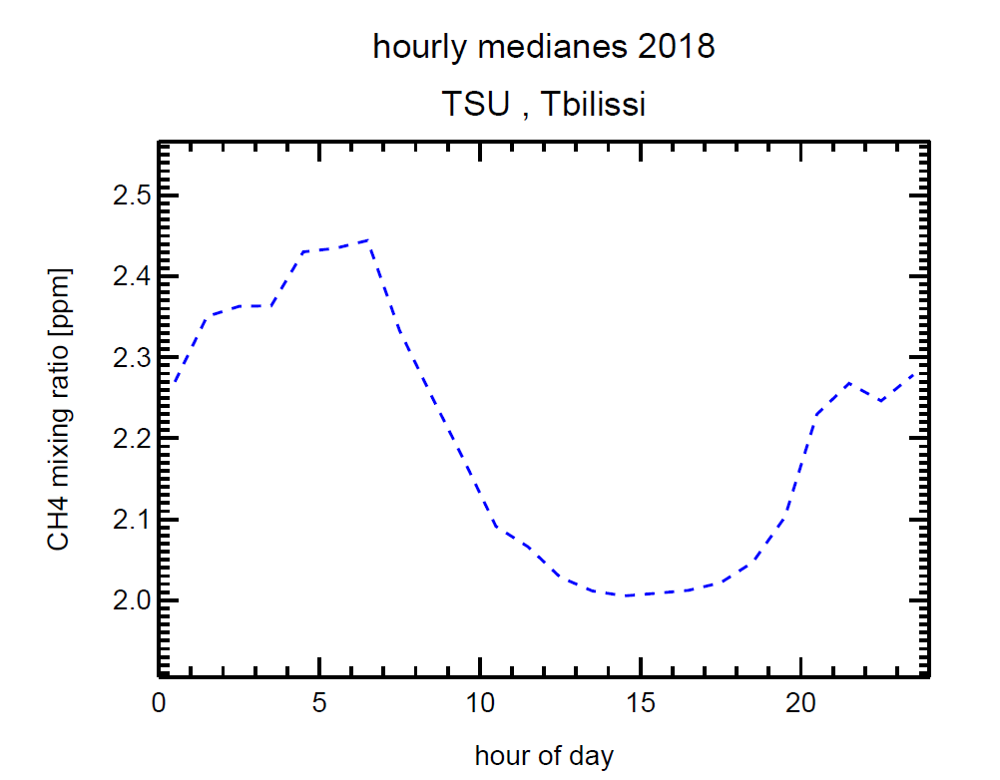 hourly medianes 2018
TSU , Tbilissi
2.5
2.4
2.3
2.2
2.1
2.0
CH4 mixing ratio [ppm]
0 5 10 15 20
hour of day